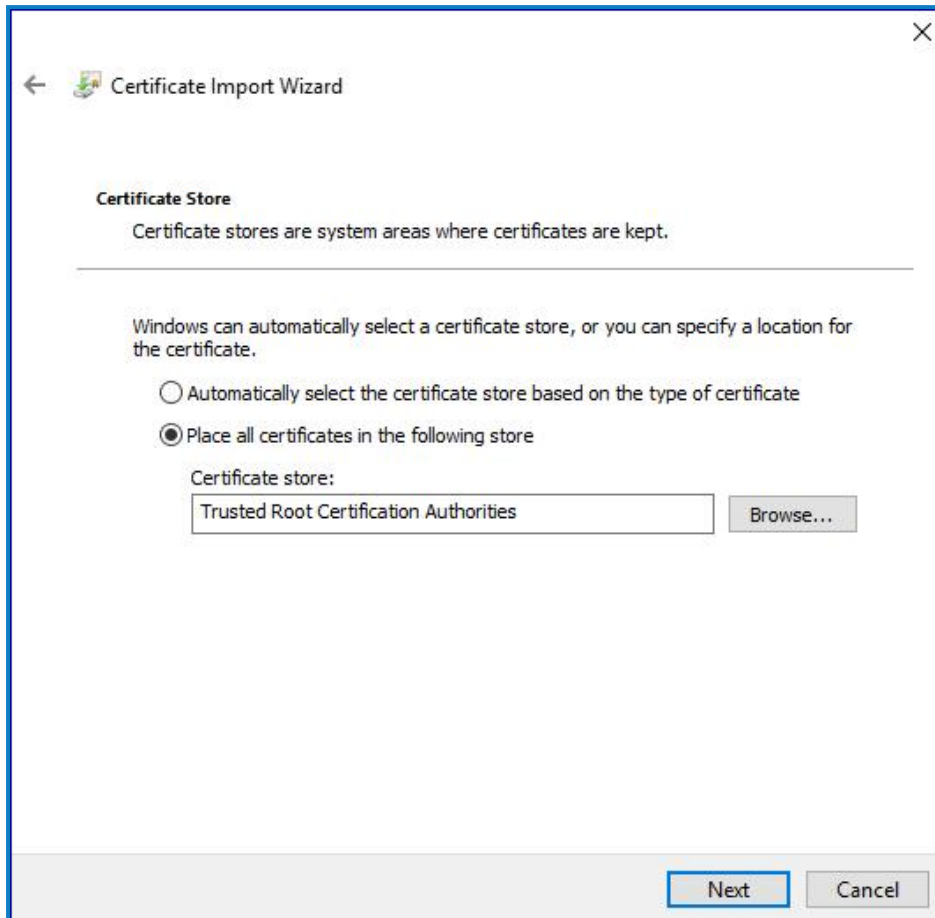 Certificate Import Wizard
Certificate Store
Certificate stores are system areas where certificates are kept.
Windows can automatically select a certificate store, or you can specify a location for
the certificate.
Automatically select the certificate store based on the type of certificate
Place all certificates in the following store
Certificate store:
Trusted Root Certification Authorities
Browse...
Next
Cancel